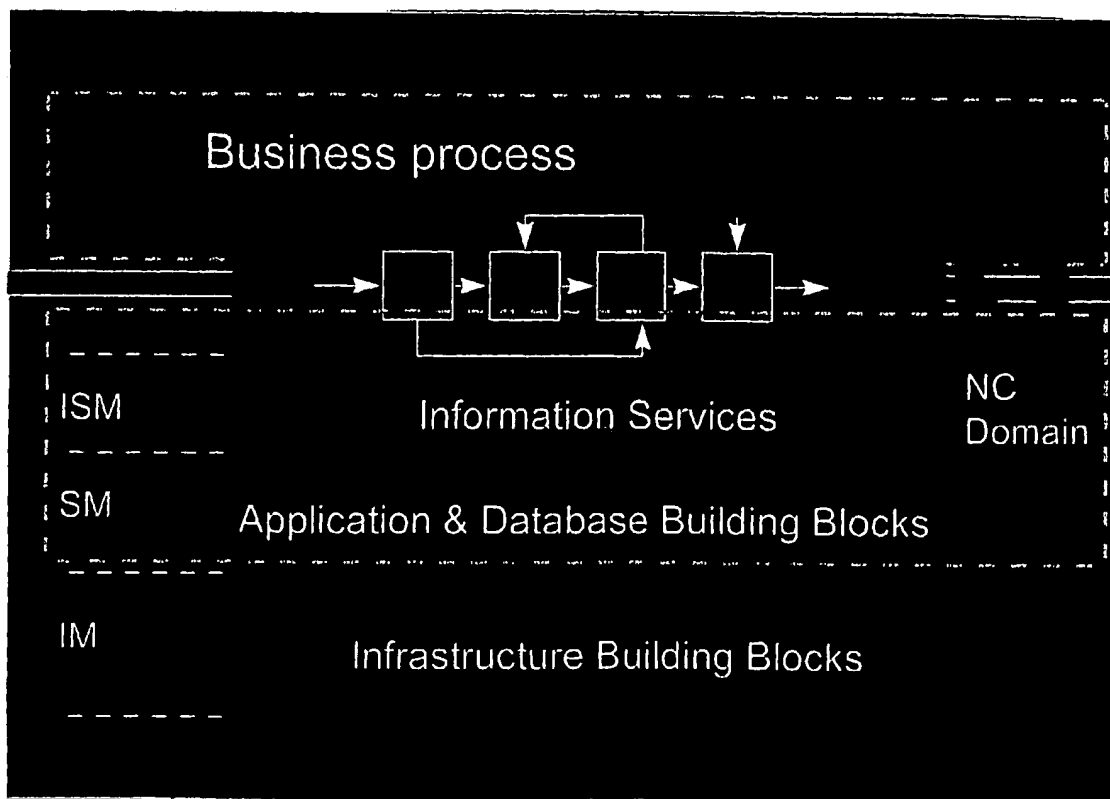 Business process
ISM
Information Services
NC
Domain
SM
Application & Database Building Blocks
IM
Infrastructure Building Blocks